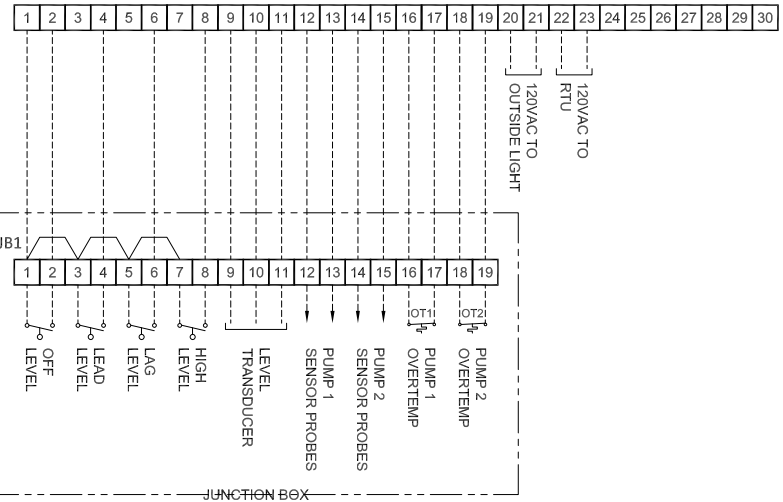 1 2 3 4 5 6 7 8 9 10 11 12 13 14 15 16 17 18 19 20 21 22 23 24 25 26 27 28 29 30
120VAC TO
OUTSIDE LIGHT
120VAC TO
RTU
JB1
1 2 3 4 5 6 7 8 9 10 11 12 13 14 15 16 17 18 19
OT1
OT2
OFF
LEVEL
LEAD
LEVEL
LAG
LEVEL
HIGH
LEVEL
LEVEL
TRANSDUCER
PUMP 1
SENSOR PROBES
PUMP 2
SENSOR PROBES
PUMP 1
OVERTEMP
PUMP 2
OVERTEMP
JUNCTION BOX